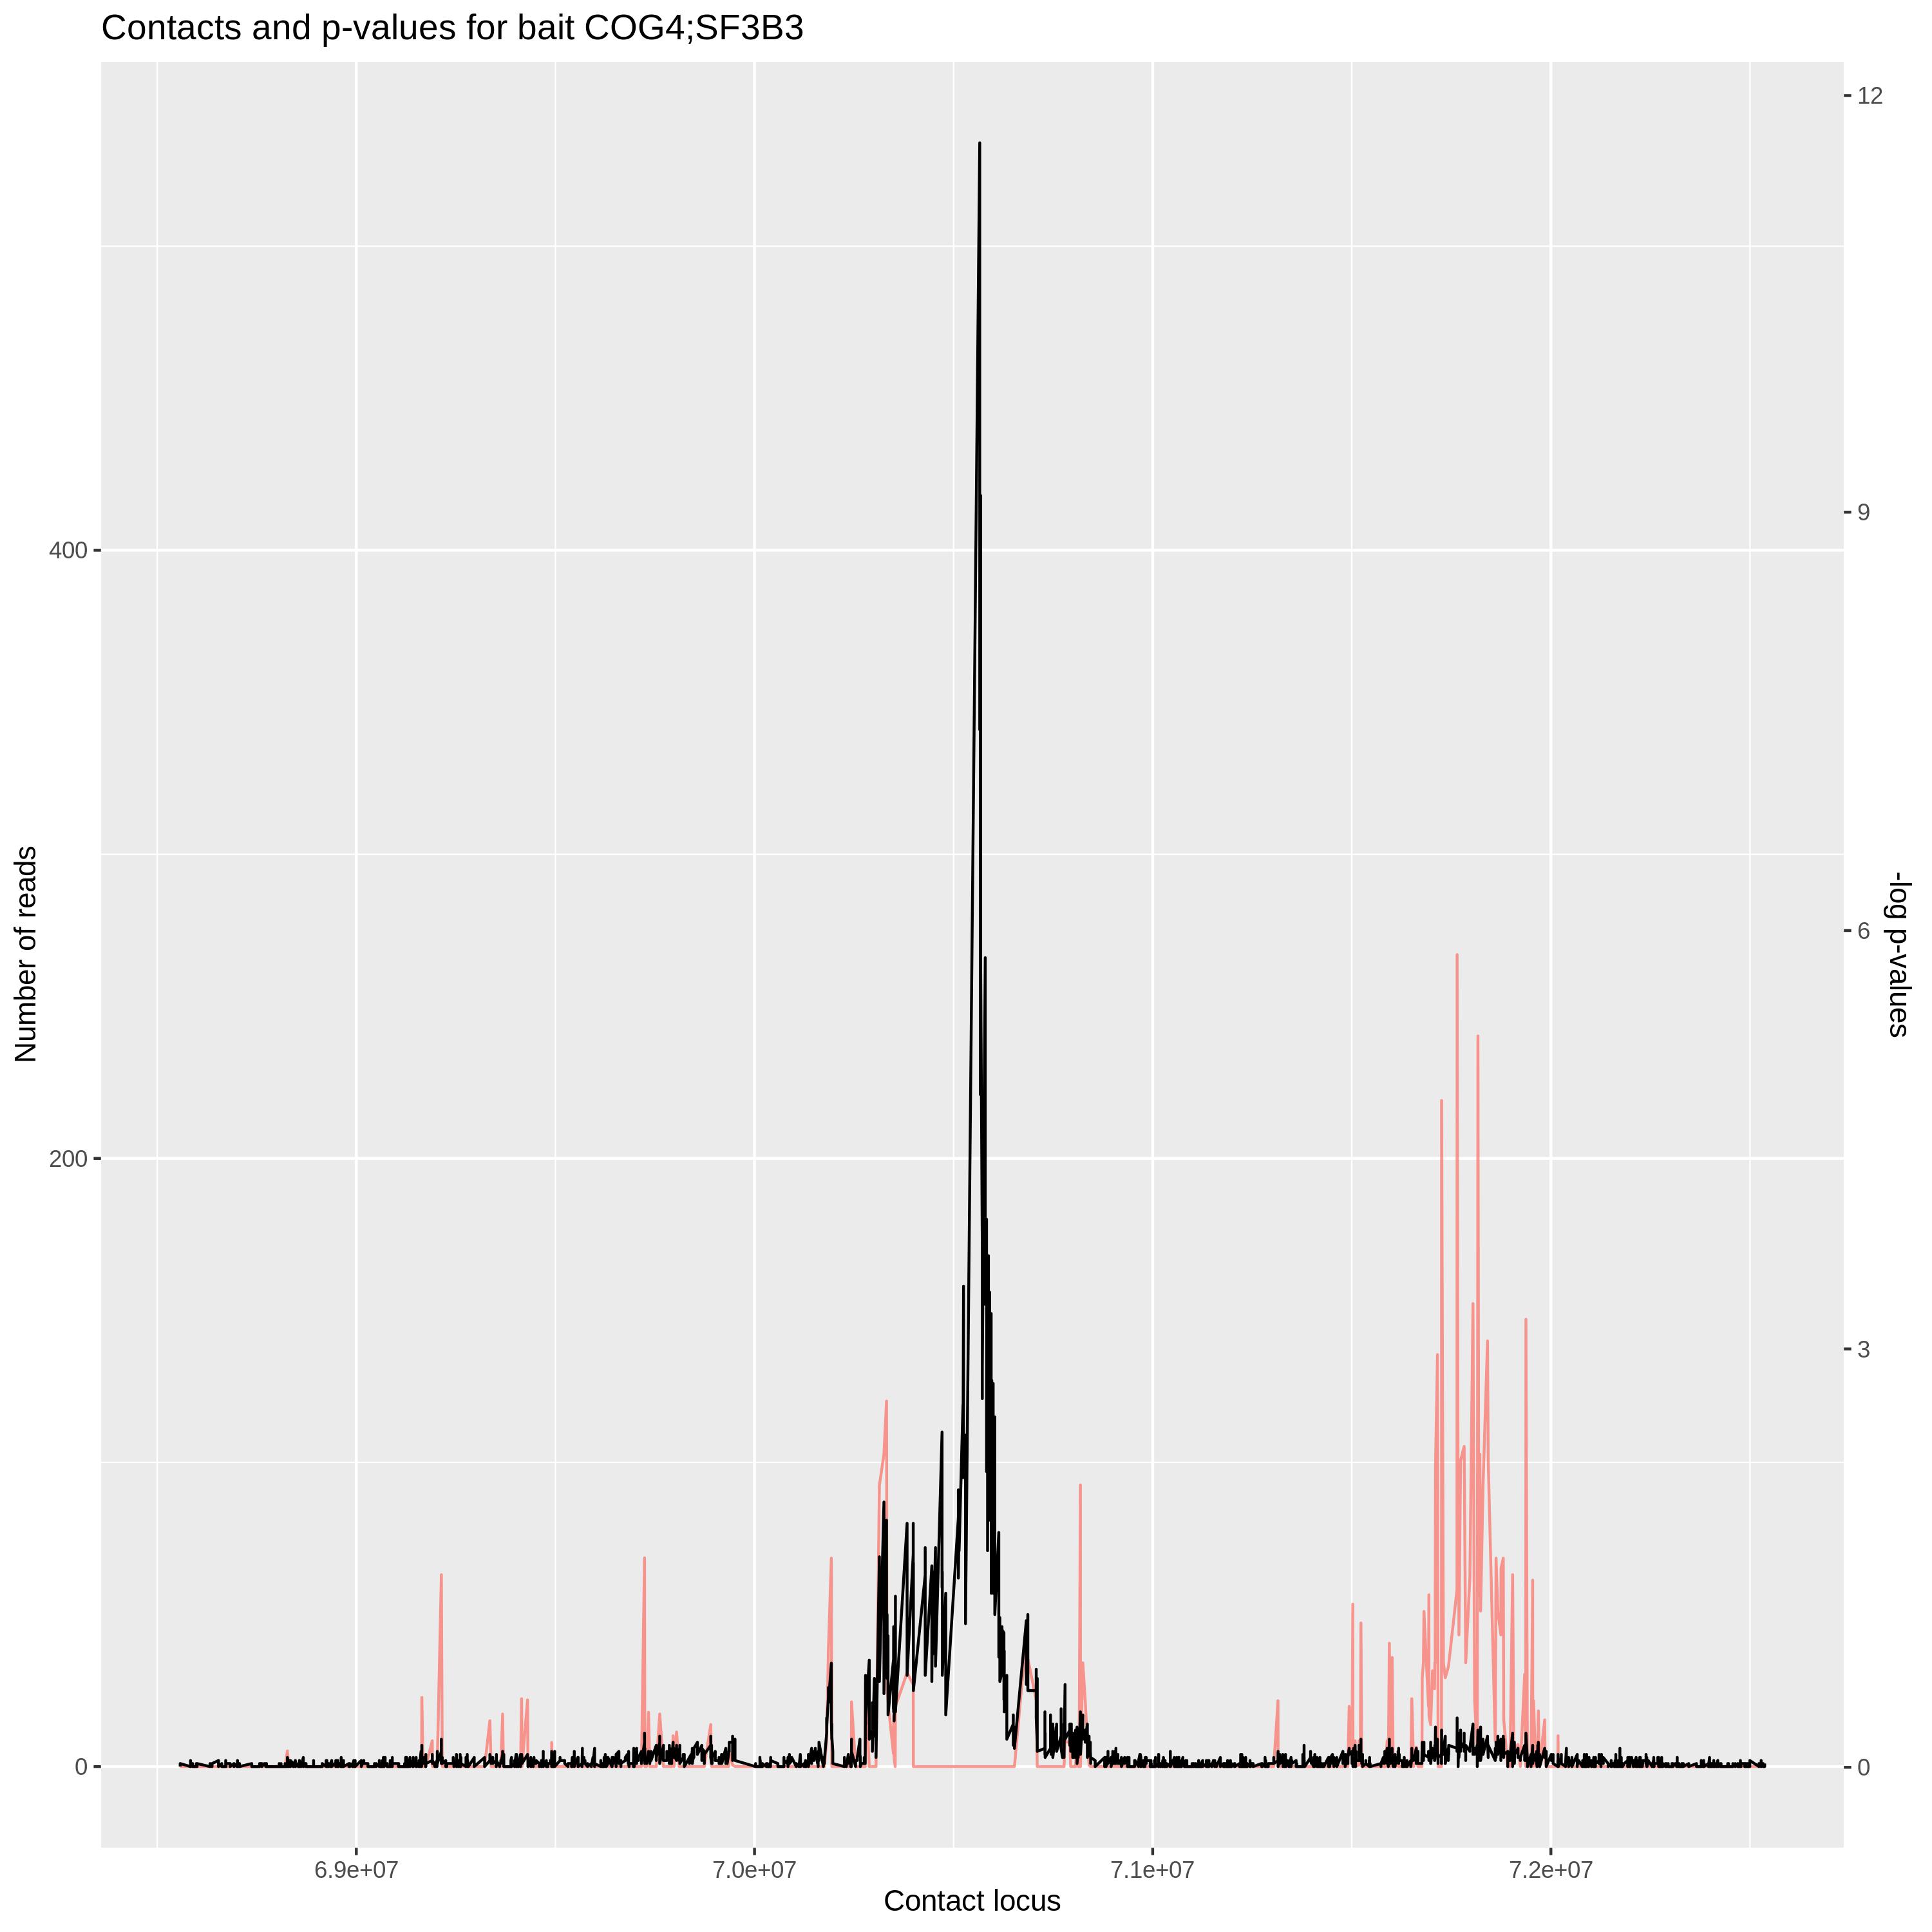 Contacts and p-values for bait COG4;SF3B3
12
9
400
6
Number of reads
-log p-values
200
3
0
0
6.9e+07
7.0e+07
7.1e+07
7.2e+07
Contact locus